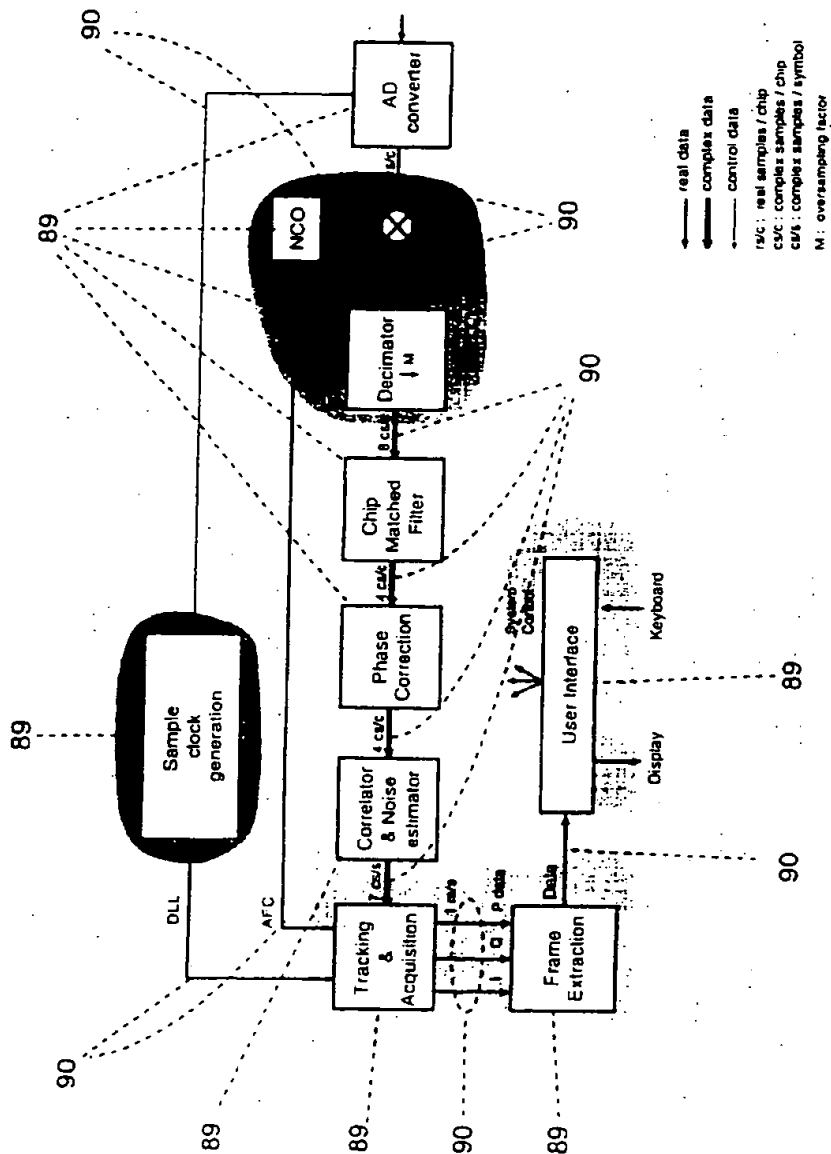 90
89
90
AD
converter
rs/c
NCO
90
Decimator
↓ M
8 cs/c
90
Chip
Matched
Filter
4 cs/c
Phase
Correction
4 cs/c
Correlator
& Noise
estimator
7 cs/s
Tracking
&
Acquisition
89
Sample
clock
generation
DLL
AFC
90
89
89
90
89
I
Q
P data
1 cs/s
Frame
Extraction
Data
90
User Interface
89
System
Control
Display
Keyboard
real data
complex data
control data
rs/c : real samples / chip
cs/c : complex samples / chip
cs/s : complex samples / symbol
M : oversampling factor